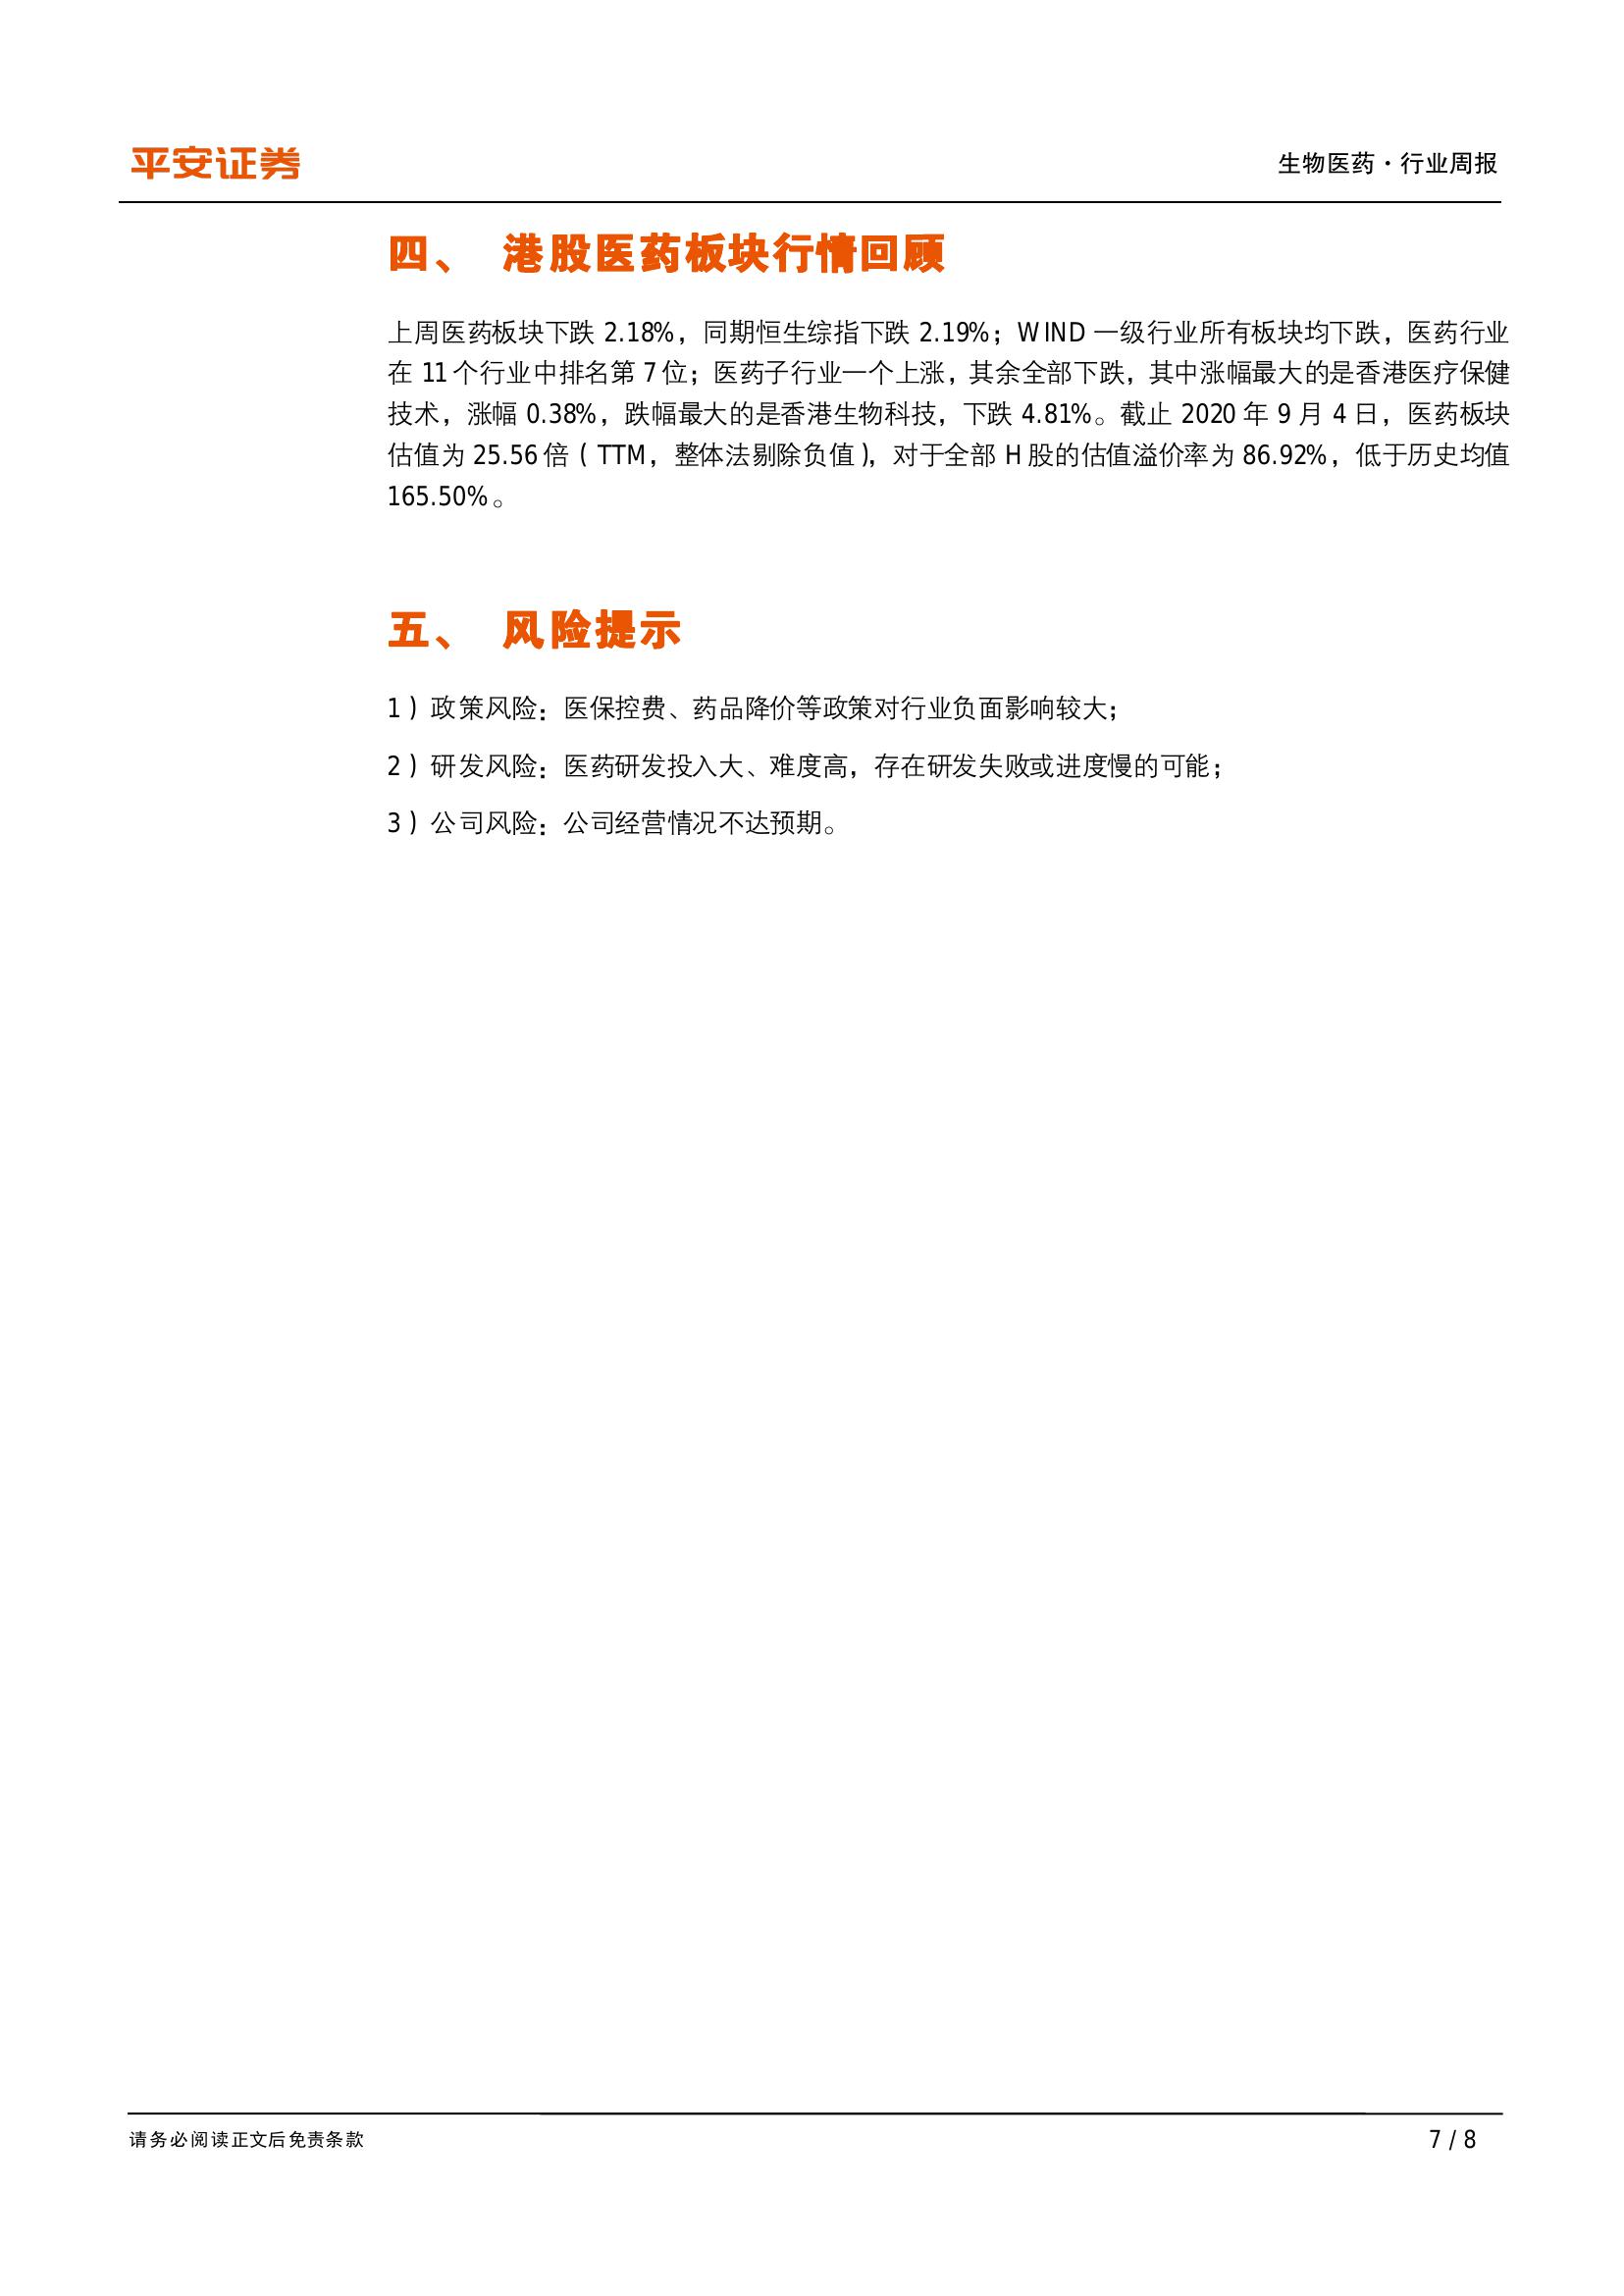 平安证券
生物医药·行业周报
四、 港股医药板块行情回顾
上周医药板块下跌 2.18%，同期恒生综指下跌 2.19%；WIND 一级行业所有板块均下跌，医药行业
在 11 个行业中排名第 7 位；医药子行业一个上涨，其余全部下跌，其中涨幅最大的是香港医疗保健
技术，涨幅 0.38%，跌幅最大的是香港生物科技，下跌 4.81%。截止 2020 年 9 月 4 日，医药板块
估值为 25.56 倍（TTM，整体法剔除负值），对于全部 H 股的估值溢价率为 86.92%，低于历史均值
165.50%。
五、 风险提示
1）政策风险：医保控费、药品降价等政策对行业负面影响较大；
2）研发风险：医药研发投入大、难度高，存在研发失败或进度慢的可能；
3）公司风险：公司经营情况不达预期。
请务必阅读正文后免责条款
7 / 8